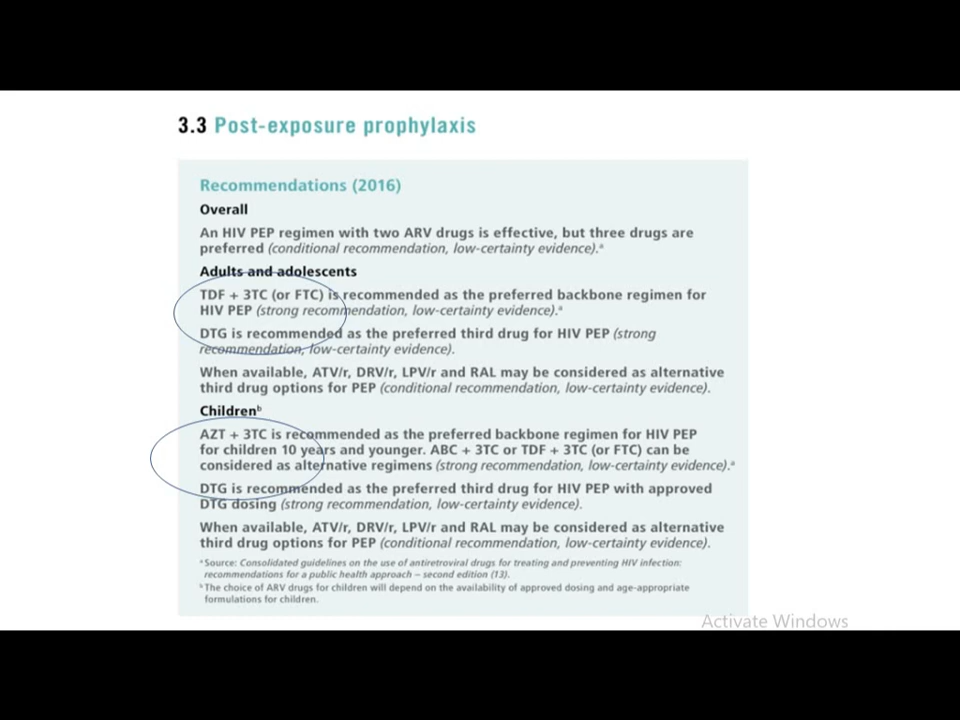 3.3 Post-exposure prophylaxis
Recommendations (2016)
Overall
An HIV PEP regimen with two ARV drugs is effective, but three drugs are
preferred (conditional recommendation, low-certainty evidence).ᵃ
Adults and adolescents
TDF + 3TC (or FTC) is recommended as the preferred backbone regimen for
HIV PEP (strong recommendation, low-certainty evidence).ᵃ
DTG is recommended as the preferred third drug for HIV PEP (strong
recommendation, low-certainty evidence).
When available, ATV/r, DRV/r, LPV/r and RAL may be considered as alternative
third drug options for PEP (conditional recommendation, low-certainty evidence).
Childrenᵇ
AZT + 3TC is recommended as the preferred backbone regimen for HIV PEP
for children 10 years and younger. ABC + 3TC or TDF + 3TC (or FTC) can be
considered as alternative regimens (strong recommendation, low-certainty evidence).ᵃ
DTG is recommended as the preferred third drug for HIV PEP with approved
DTG dosing (strong recommendation, low-certainty evidence).
When available, ATV/r, DRV/r, LPV/r and RAL may be considered as alternative
third drug options for PEP (conditional recommendation, low-certainty evidence).
ᵃ Source: Consolidated guidelines on the use of antiretroviral drugs for treating and preventing HIV infection:
recommendations for a public health approach – second edition (13).
ᵇ The choice of ARV drugs for children will depend on the availability of approved dosing and age-appropriate
formulations for children.
Activate Windows